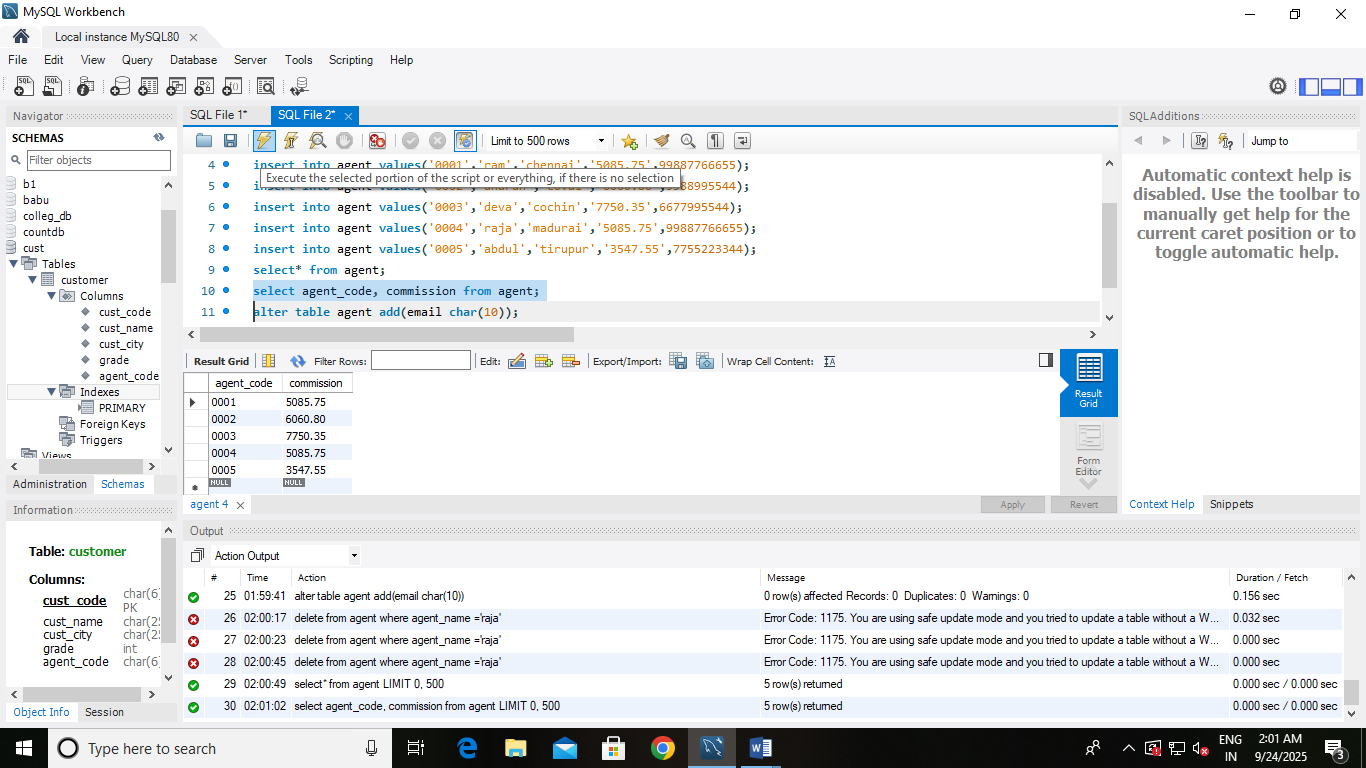 MySQL Workbench
Local instance MySQL80
File Edit View Query Database Server Tools Scripting Help
Navigator
SCHEMAS
Filter objects
b1
babu
colleg_db
countdb
cust
Tables
customer
Columns
cust_code
cust_name
cust_city
grade
agent_code
Indexes
PRIMARY
Foreign Keys
Triggers
Views
Administration Schemas
Information
Table: customer
Columns:
cust_code char(6)
PK
cust_name char(25
cust_city char(25
grade int
agent_code char(6)
Object Info Session
SQL File 1* SQL File 2*
Limit to 500 rows
4 insert into agent values('0001','ram','chennai','5085.75',99887766655);
Execute the selected portion of the script or everything, if there is no selection
5
6 insert into agent values('0003','deva','cochin','7750.35',6677995544);
7 insert into agent values('0004','raja','madurai','5085.75',99887766655);
8 insert into agent values('0005','abdul','tirupur','3547.55',7755223344);
9 select* from agent;
10 select agent_code, commission from agent;
11 alter table agent add(email char(10));
Result Grid Filter Rows: Edit: Export/Import: Wrap Cell Content:
agent_code commission
0001 5085.75
0002 6060.80
0003 7750.35
0004 5085.75
0005 3547.55
NULL NULL
Result Grid
Form Editor
agent 4 Apply Revert
Output
Action Output
# Time Action Message Duration / Fetch
25 01:59:41 alter table agent add(email char(10)) 0 row(s) affected Records: 0 Duplicates: 0 Warnings: 0 0.156 sec
26 02:00:17 delete from agent where agent_name ='raja' Error Code: 1175. You are using safe update mode and you tried to update a table without a W... 0.032 sec
27 02:00:23 delete from agent where agent_name ='raja' Error Code: 1175. You are using safe update mode and you tried to update a table without a W... 0.000 sec
28 02:00:45 delete from agent where agent_name ='raja' Error Code: 1175. You are using safe update mode and you tried to update a table without a W... 0.000 sec
29 02:00:49 select* from agent LIMIT 0, 500 5 row(s) returned 0.000 sec / 0.000 sec
30 02:01:02 select agent_code, commission from agent LIMIT 0, 500 5 row(s) returned 0.000 sec / 0.000 sec
SQLAdditions
Jump to
Automatic context help is
disabled. Use the toolbar to
manually get help for the
current caret position or to
toggle automatic help.
Context Help Snippets
Type here to search
ENG
IN
2:01 AM
9/24/2025
3